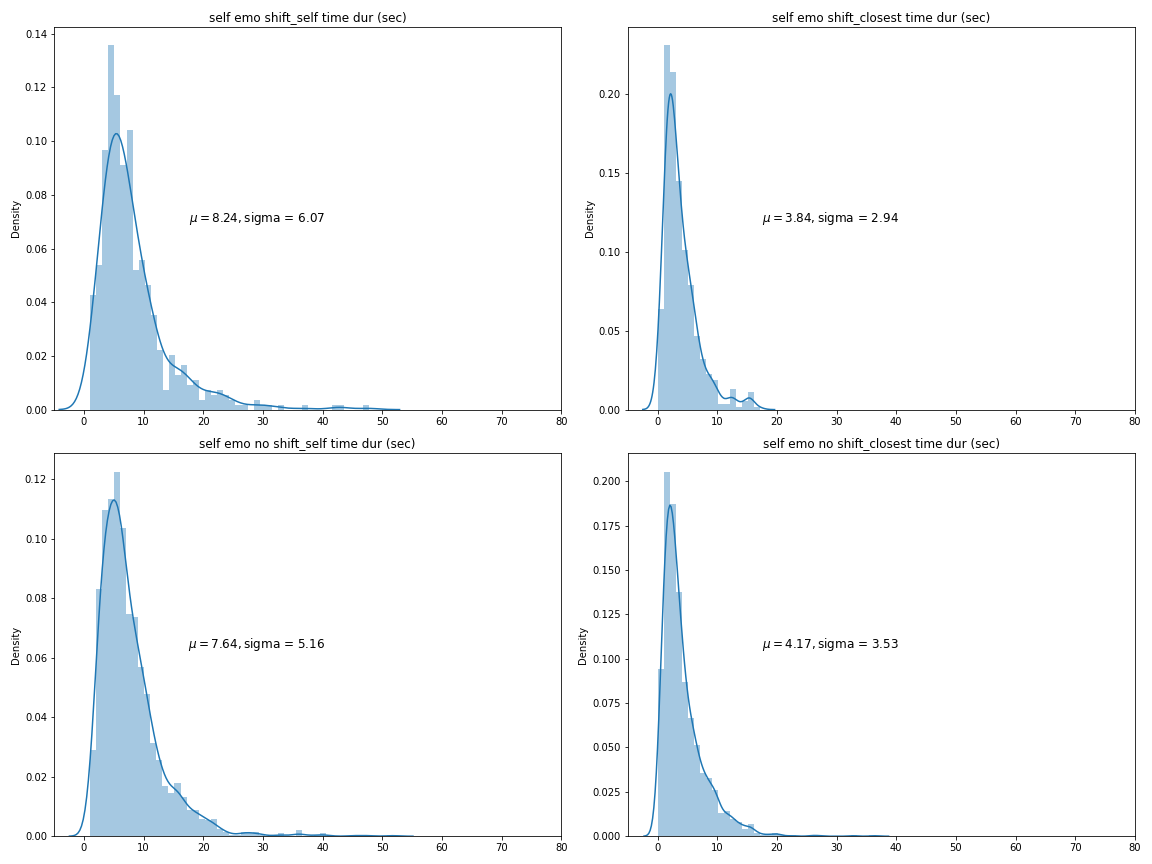 self emo shift_self time dur (sec)
Density
0.14
0.12
0.10
0.08
0.06
0.04
0.02
0.00
μ = 8.24, sigma = 6.07
0 10 20 30 40 50 60 70 80
self emo shift_closest time dur (sec)
Density
0.20
0.15
0.10
0.05
0.00
μ = 3.84, sigma = 2.94
0 10 20 30 40 50 60 70 80
self emo no shift_self time dur (sec)
Density
0.12
0.10
0.08
0.06
0.04
0.02
0.00
μ = 7.64, sigma = 5.16
0 10 20 30 40 50 60 70 80
self emo no shift_closest time dur (sec)
Density
0.200
0.175
0.150
0.125
0.100
0.075
0.050
0.025
0.000
μ = 4.17, sigma = 3.53
0 10 20 30 40 50 60 70 80